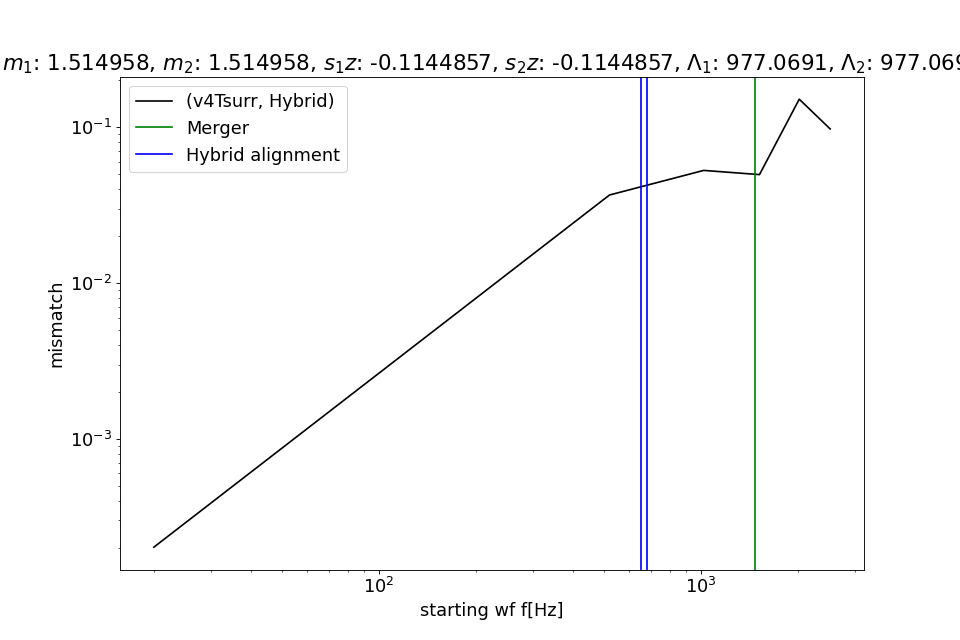 m₁: 1.514958, m₂: 1.514958, s₁z: -0.1144857, s₂z: -0.1144857, Λ₁: 977.0691, Λ₂: 977.069
(v4Tsurr, Hybrid)
Merger
Hybrid alignment
10⁻¹
10⁻²
10⁻³
mismatch
10² 10³
starting wf f[Hz]